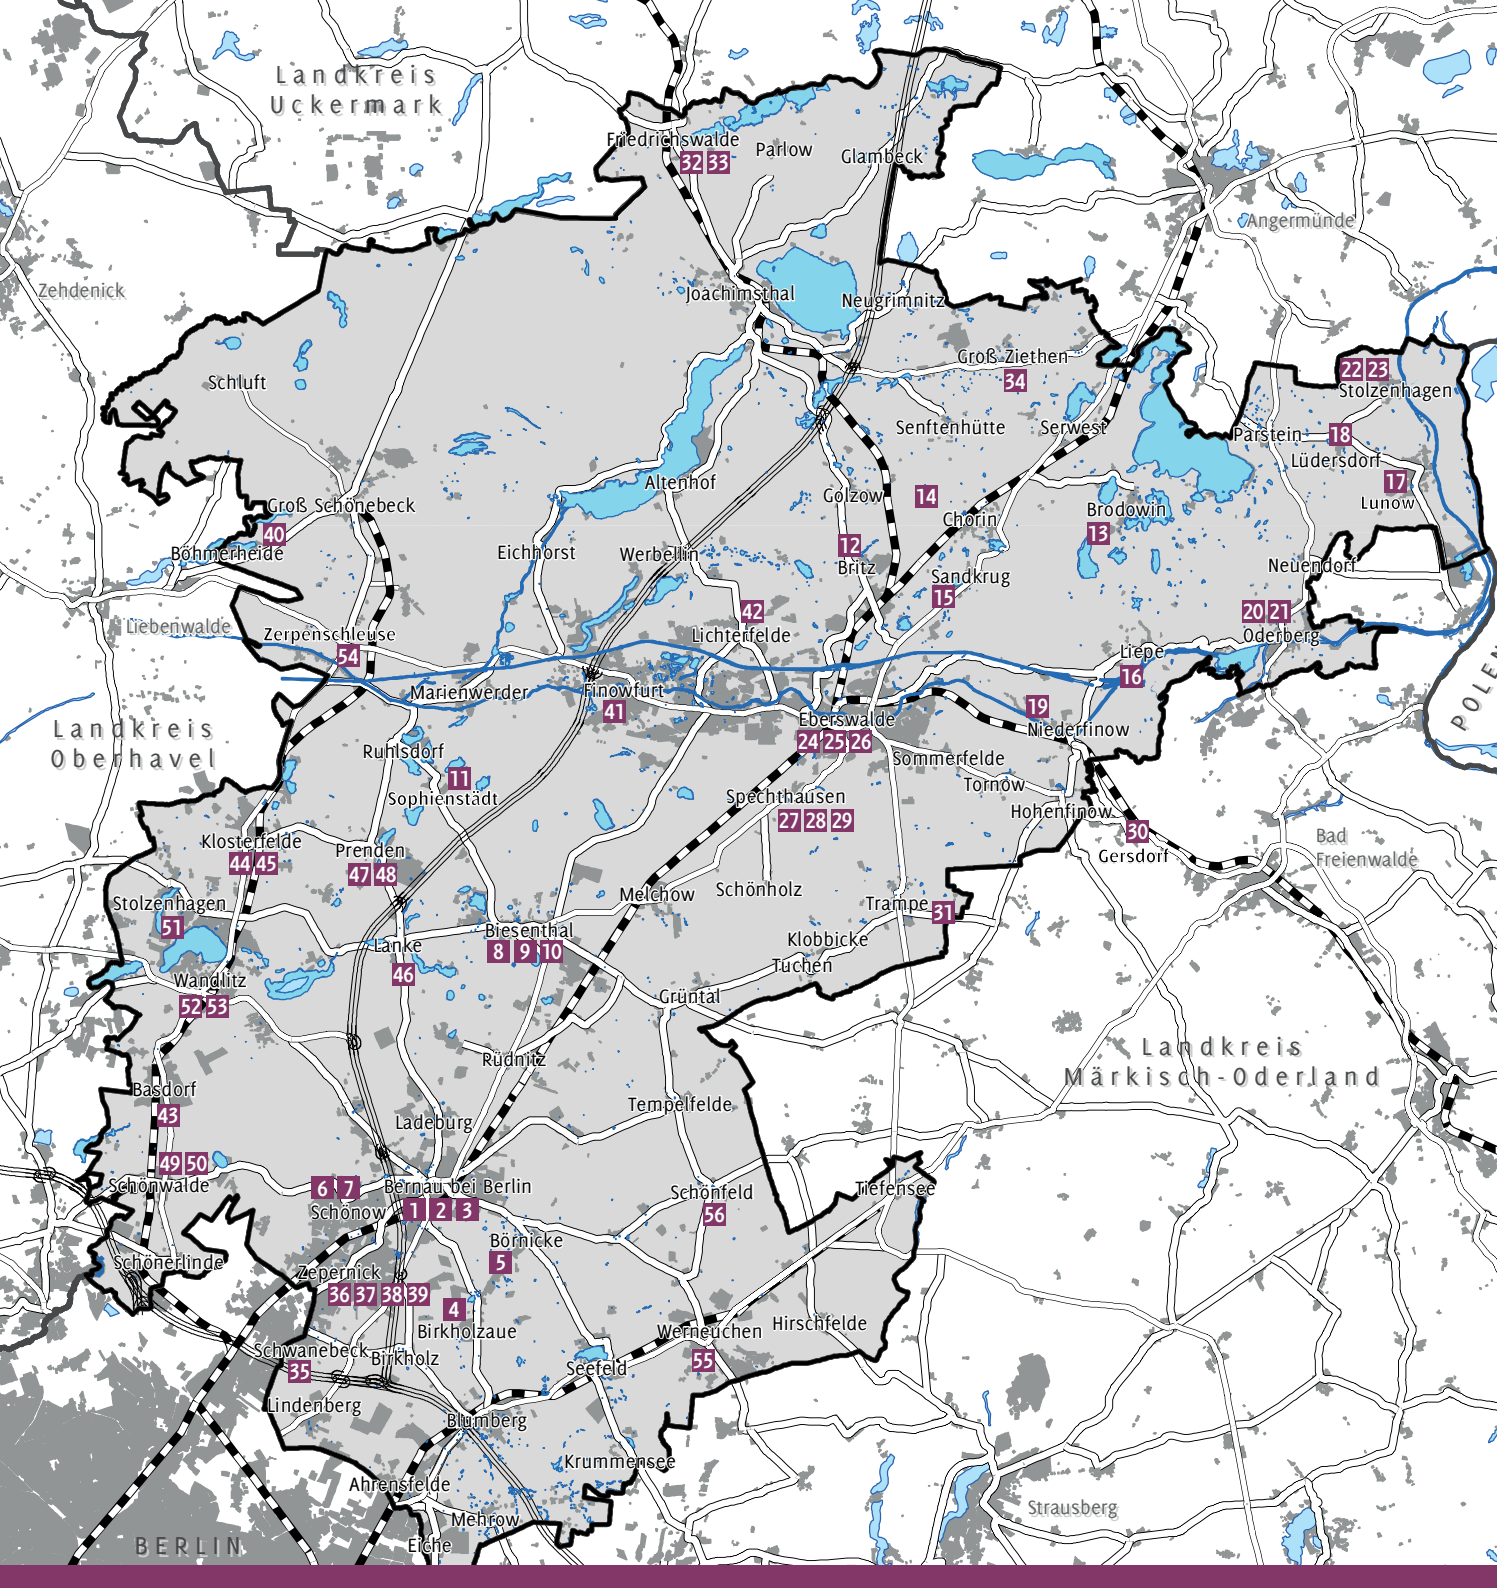 Landkreis
Uckermark
Friedrichswalde
32 33
Parlow
Glambeck
Angermünde
Zehdenick
Joachimsthal
Neugrimnitz
Groß Ziethen
34
22 23
Stolzenhagen
Schluft
Senftenhütte
Serwest
Parstein
18
Lüdersdorf
17
Lunow
Altenhof
Golzow
14
Chorin
Brodowin
13
Groß Schönebeck
40
Böhmerheide
Eichhorst
Werbellin
12
Britz
Sandkrug
15
Neuendorf
20 21
Oderberg
Liebenwalde
Zerpenschleuse
54
42
Lichterfelde
Liepe
16
POLEN
Marienwerder
Finowfurt
41
Eberswalde
24 25 26
19
Niederfinow
Landkreis
Oberhavel
Ruhlsdorf
11
Sophienstädt
Sommerfelde
Tornow
Spechthausen
27 28 29
Hohenfinow
30
Gersdorf
Bad
Freienwalde
Klosterfelde
44 45
Prenden
47 48
Melchow
Schönholz
Stolzenhagen
51
Trampe
31
Biesenthal
8 9 10
Lanke
46
Klobbicke
Tuchen
Wandlitz
52 53
Grüntal
Rüdnitz
Landkreis
Märkisch-Oderland
Basdorf
43
Tempelfelde
Ladeburg
49 50
Schönwalde
6 7
Schönow
Bernau bei Berlin
1 2 3
Schönfeld
56
Tiefensee
Börnicke
5
Schönerlinde
Zepernick
36 37 38 39
4
Birkholzaue
Werneuchen
55
Hirschfelde
Schwanebeck
35
Birkholz
Seefeld
Lindenberg
Blumberg
Krummensee
Ahrensfelde
Mehrow
Eiche
Strausberg
BERLIN